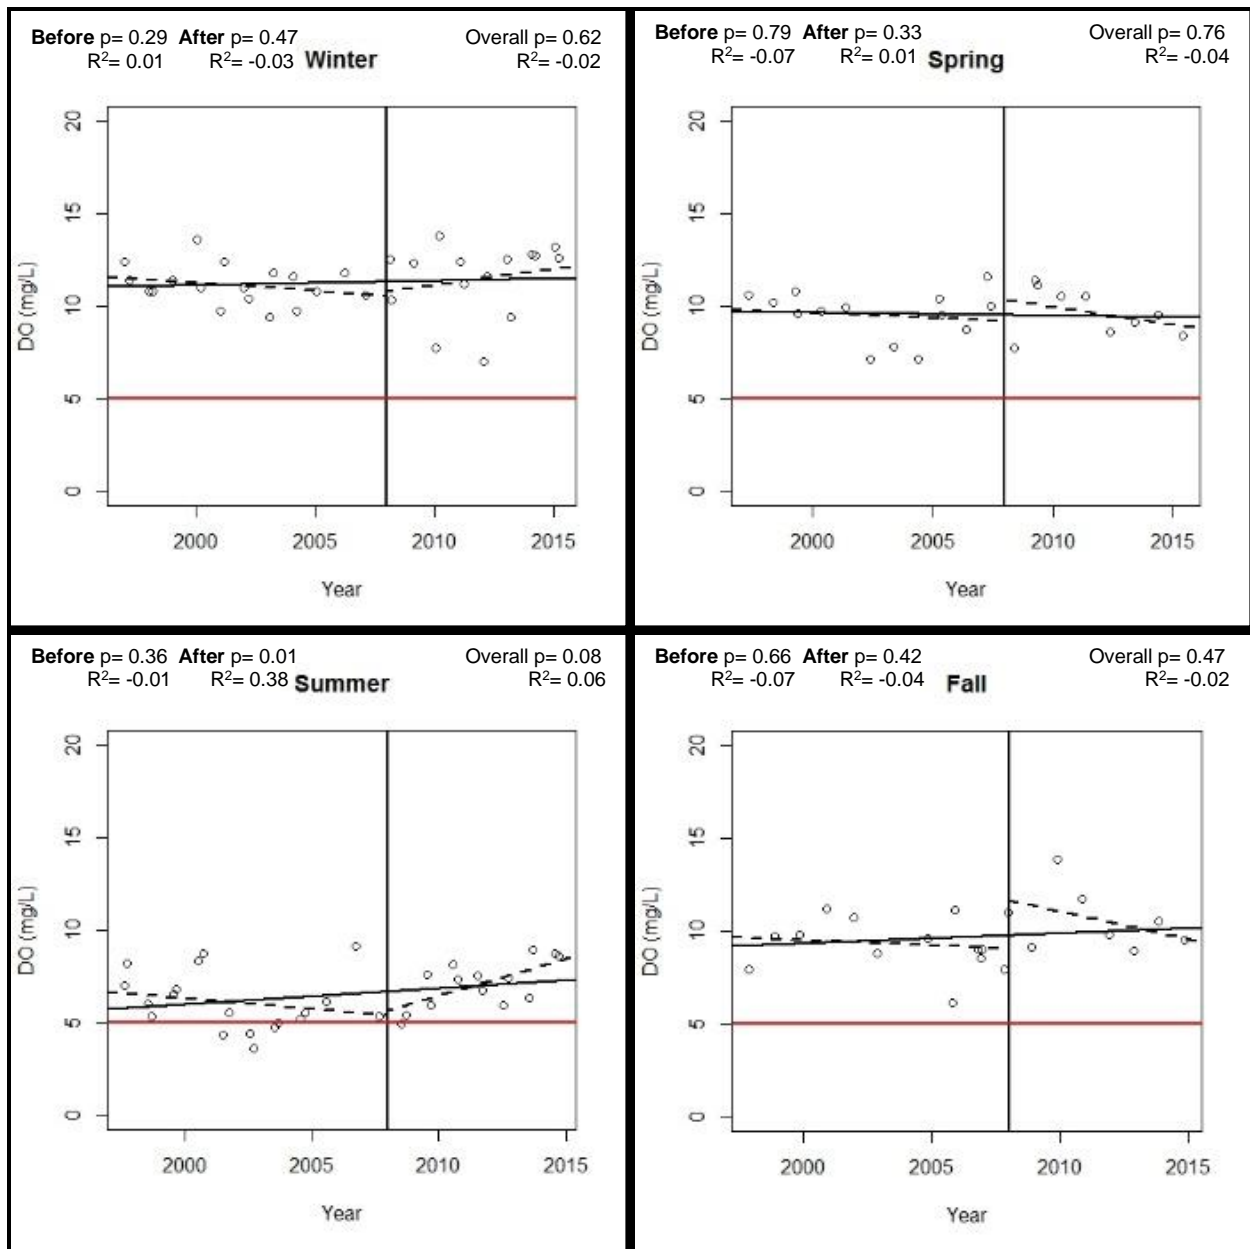 Before p= 0.29 After p= 0.47 Overall p= 0.62
R²= 0.01 R²= -0.03 Winter R²= -0.02
20
15
10
5
0
DO (mg/L)
2000 2005 2010 2015
Year
Before p= 0.79 After p= 0.33 Overall p= 0.76
R²= -0.07 R²= 0.01 Spring R²= -0.04
20
15
10
5
0
DO (mg/L)
2000 2005 2010 2015
Year
Before p= 0.36 After p= 0.01 Overall p= 0.08
R²= -0.01 R²= 0.38 Summer R²= 0.06
20
15
10
5
0
DO (mg/L)
2000 2005 2010 2015
Year
Before p= 0.66 After p= 0.42 Overall p= 0.47
R²= -0.07 R²= -0.04 Fall R²= -0.02
20
15
10
5
0
DO (mg/L)
2000 2005 2010 2015
Year